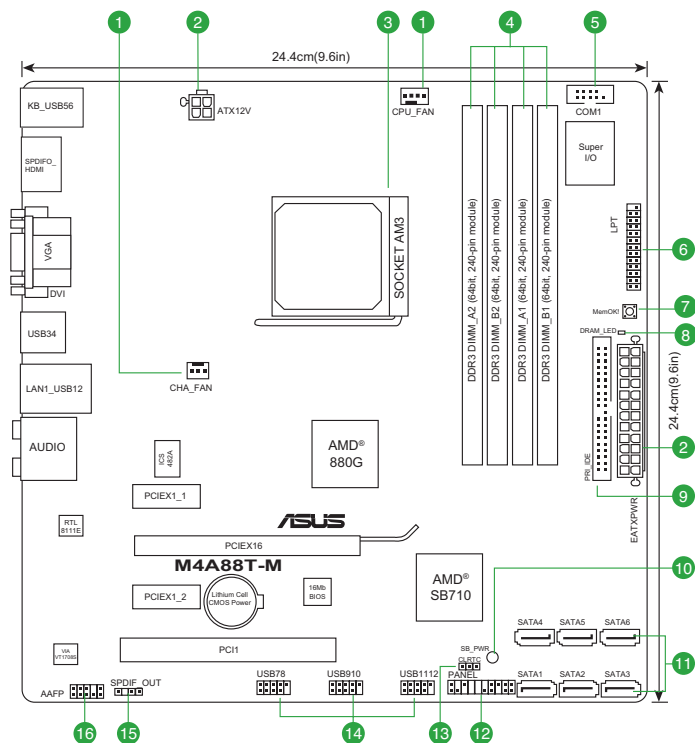 1 2 3 1 4 5
24.4cm(9.6in)
KB_USB56
ATX12V
CPU_FAN
COM1
SPDIFO_
HDMI
Super
I/O
VGA
DVI
SOCKET AM3
DDR3 DIMM_A2 (64bit, 240-pin module)
DDR3 DIMM_B2 (64bit, 240-pin module)
DDR3 DIMM_A1 (64bit, 240-pin module)
DDR3 DIMM_B1 (64bit, 240-pin module)
LPT
6
MemOK!
7
DRAM_LED
8
USB34
1
CHA_FAN
LAN1_USB12
24.4cm(9.6in)
AUDIO
ICS
482A
AMD®
880G
PRI_IDE
2
9
EATXPWR
PCIEX1_1
RTL
8111E
ASUS
PCIEX16
M4A88T-M
PCIEX1_2
Lithium Cell
CMOS Power
16Mb
BIOS
AMD®
SB710
10
SATA4
SATA5
SATA6
VIA
VT1708S
PCI1
SB_PWR
CLRTC
11
AAFP
SPDIF_OUT
USB78
USB910
USB1112
PANEL
SATA1
SATA2
SATA3
16 15 14 13 12